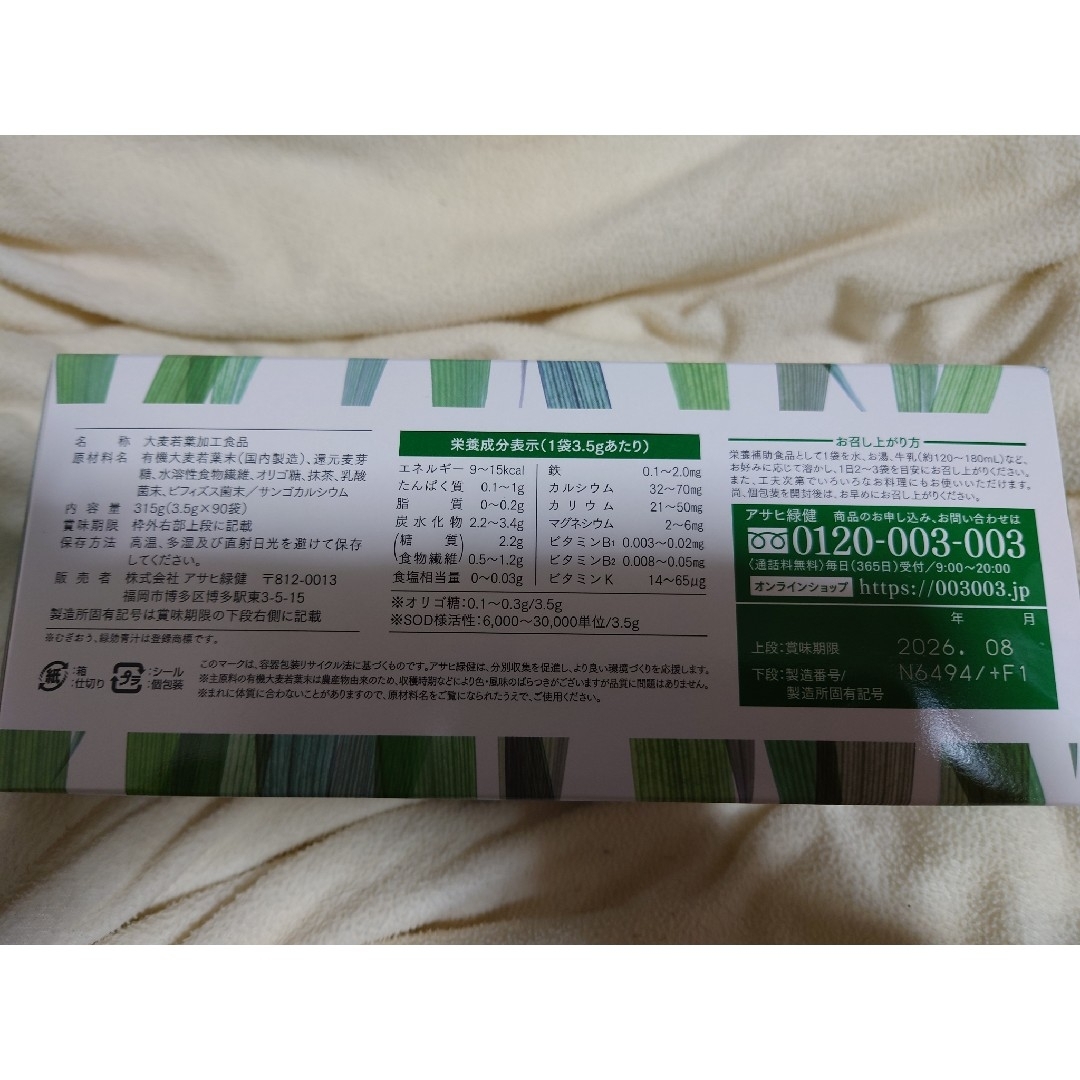 名称 大麦若葉加工食品
原材料名 有機大麦若葉末(国内製造)、還元麦芽
糖、水溶性食物繊維、オリゴ糖、抹茶、乳酸
菌末、ビフィズス菌末/サンゴカルシウム
内容量 315g(3.5g×90袋)
賞味期限 枠外右部上段に記載
保存方法 高温、多湿及び直射日光を避けて保存
してください。
販売者 株式会社 アサヒ緑健 〒812-0013
福岡市博多区博多駅東3-5-15
製造所固有記号は賞味期限の下段右側に記載
※むぎおう、緑効青汁は登録商標です。
紙 :箱 :仕切り
プラ :シール :個包装
栄養成分表示(1袋3.5gあたり)
エネルギー 9～15kcal
たんぱく質 0.1～1g
脂質 0～0.2g
炭水化物 2.2～3.4g
(糖質 2.2g
食物繊維) 0.5～1.2g
食塩相当量 0～0.03g
鉄 0.1～2.0mg
カルシウム 32～70mg
カリウム 21～50mg
マグネシウム 2～6mg
ビタミンB1 0.003～0.02mg
ビタミンB2 0.008～0.05mg
ビタミンK 14～65μg
※オリゴ糖:0.1～0.3g/3.5g
※SOD様活性:6,000～30,000単位/3.5g
このマークは、容器包装リサイクル法に基づくものです。アサヒ緑健は、分別収集を促進し、より良い環境づくりを応援します。
※主原料の有機大麦若葉末は農産物由来のため、収穫時期などにより色・風味のばらつきがございますが品質に問題はありません。
※まれに体質に合わないことがありますので、原材料名をご覧になられたうえで、ご使用ください。
お召し上がり方
栄養補助食品として1袋を水、お湯、牛乳(約120～180mL)など、
お好みに応じて溶かし、1日2～3袋を目安にお召し上がりください。
また、工夫次第でいろいろなお料理にもお使いいただけます。
尚、個包装を開封後は、お早めにお召し上がりください。
アサヒ緑健 商品のお申し込み、お問い合わせは
0120-003-003
〈通話料無料〉毎日(365日)受付/9:00～20:00
オンラインショップ https://003003.jp
年 月
上段:賞味期限 2026. 08
下段:製造番号/ N6494/+F1
製造所固有記号